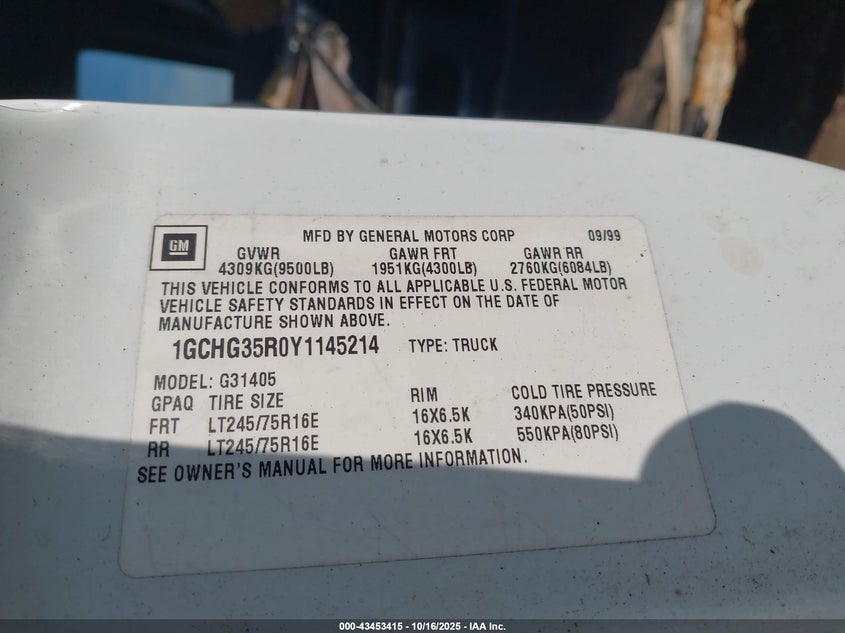 GM
MFD BY GENERAL MOTORS CORP 09/99
GVWR GAWR FRT GAWR RR
4309KG(9500LB) 1951KG(4300LB) 2760KG(6084LB)
THIS VEHICLE CONFORMS TO ALL APPLICABLE U.S. FEDERAL MOTOR
VEHICLE SAFETY STANDARDS IN EFFECT ON THE DATE OF
MANUFACTURE SHOWN ABOVE.
1GCHG35R0Y1145214 TYPE: TRUCK
MODEL: G31405
GPAQ TIRE SIZE RIM COLD TIRE PRESSURE
FRT LT245/75R16E 16X6.5K 340KPA(50PSI)
RR LT245/75R16E 16X6.5K 550KPA(80PSI)
SEE OWNER'S MANUAL FOR MORE INFORMATION.
000-43453415 - 10/16/2025 - IAA Inc.